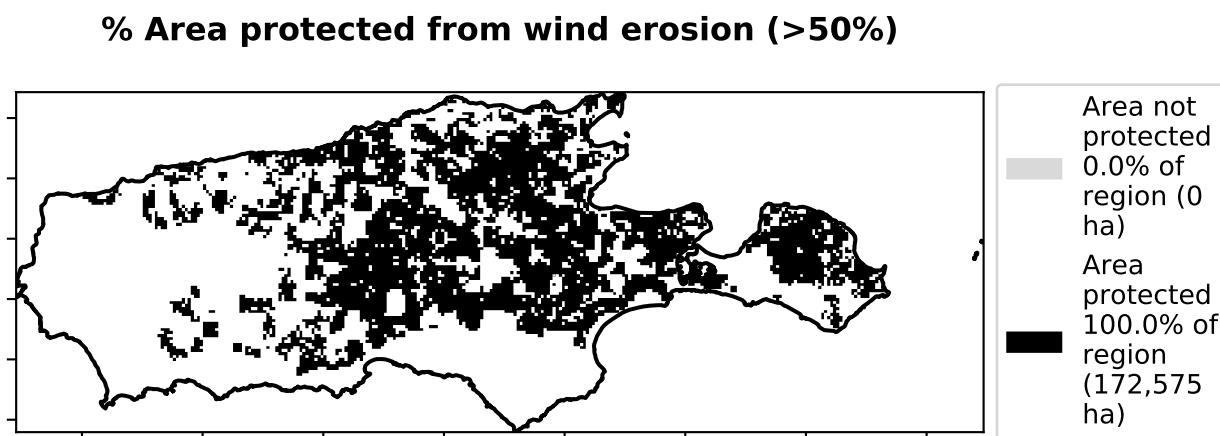 % Area protected from wind erosion (>50%)
Area not
protected
0.0% of
region (0
ha)
Area
protected
100.0% of
region
(172,575
ha)